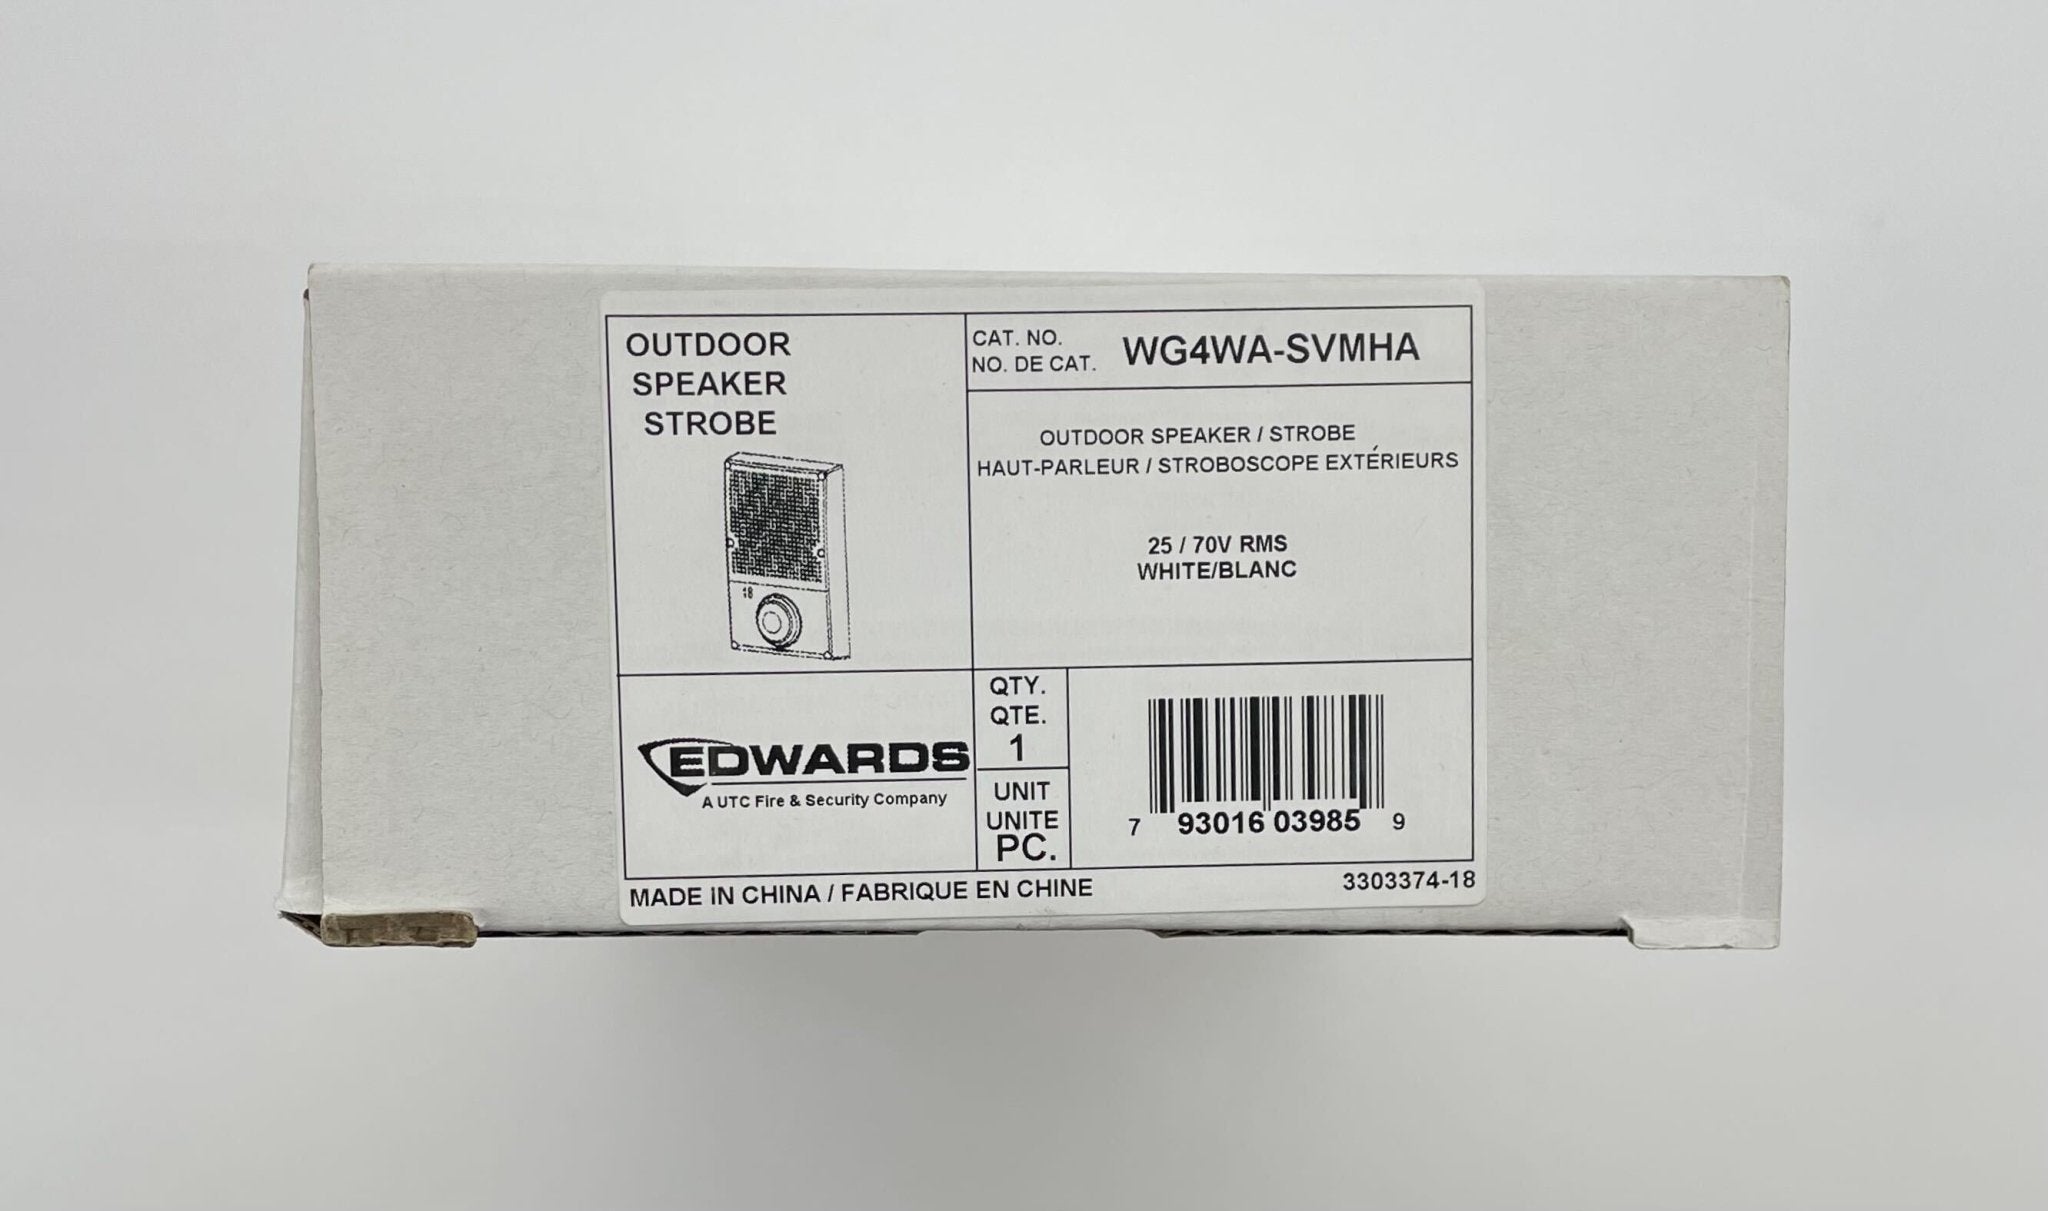 OUTDOOR
SPEAKER
STROBE
18
CAT. NO.
NO. DE CAT.
WG4WA-SVMHA
OUTDOOR SPEAKER / STROBE
HAUT-PARLEUR / STROBOSCOPE EXTÉRIEURS
25 / 70V RMS
WHITE/BLANC
EDWARDS
A UTC Fire & Security Company
QTY.
QTE.
1
UNIT
UNITE
PC.
7 93016 03985 9
MADE IN CHINA / FABRIQUE EN CHINE
3303374-18